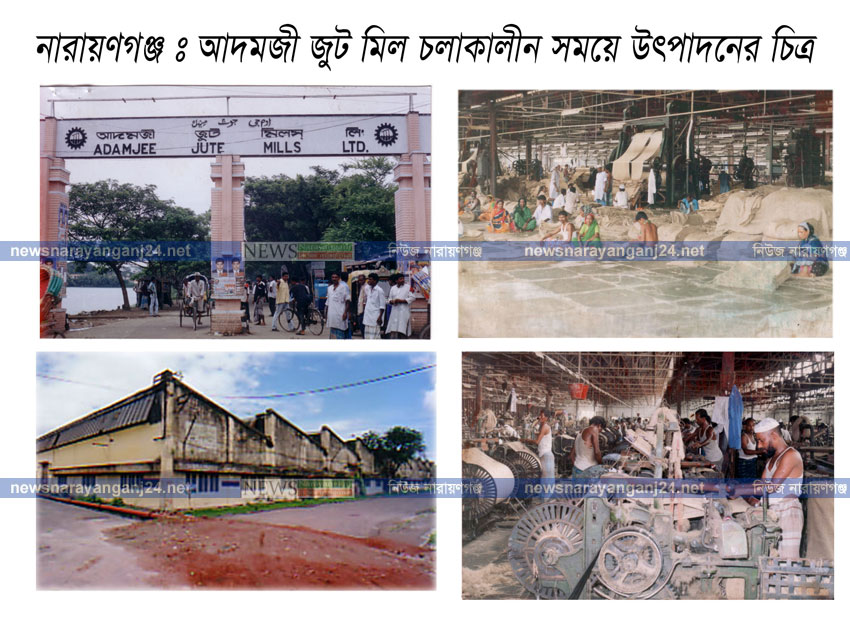 নারায়ণগঞ্জ ঃ আদমজী জুট মিল চলাকালীন সময়ে উৎপাদনের চিত্র
আদমজী জুট মিলস লিঃ
ADAMJEE JUTE MILLS LTD.
newsnarayanganj24.net NEWS নিউজ নারায়ণগঞ্জ newsnarayanganj24.net নিউজ নারায়ণগঞ্জ
newsnarayanganj24.net NEWS নিউজ নারায়ণগঞ্জ newsnarayanganj24.net নিউজ নারায়ণগঞ্জ